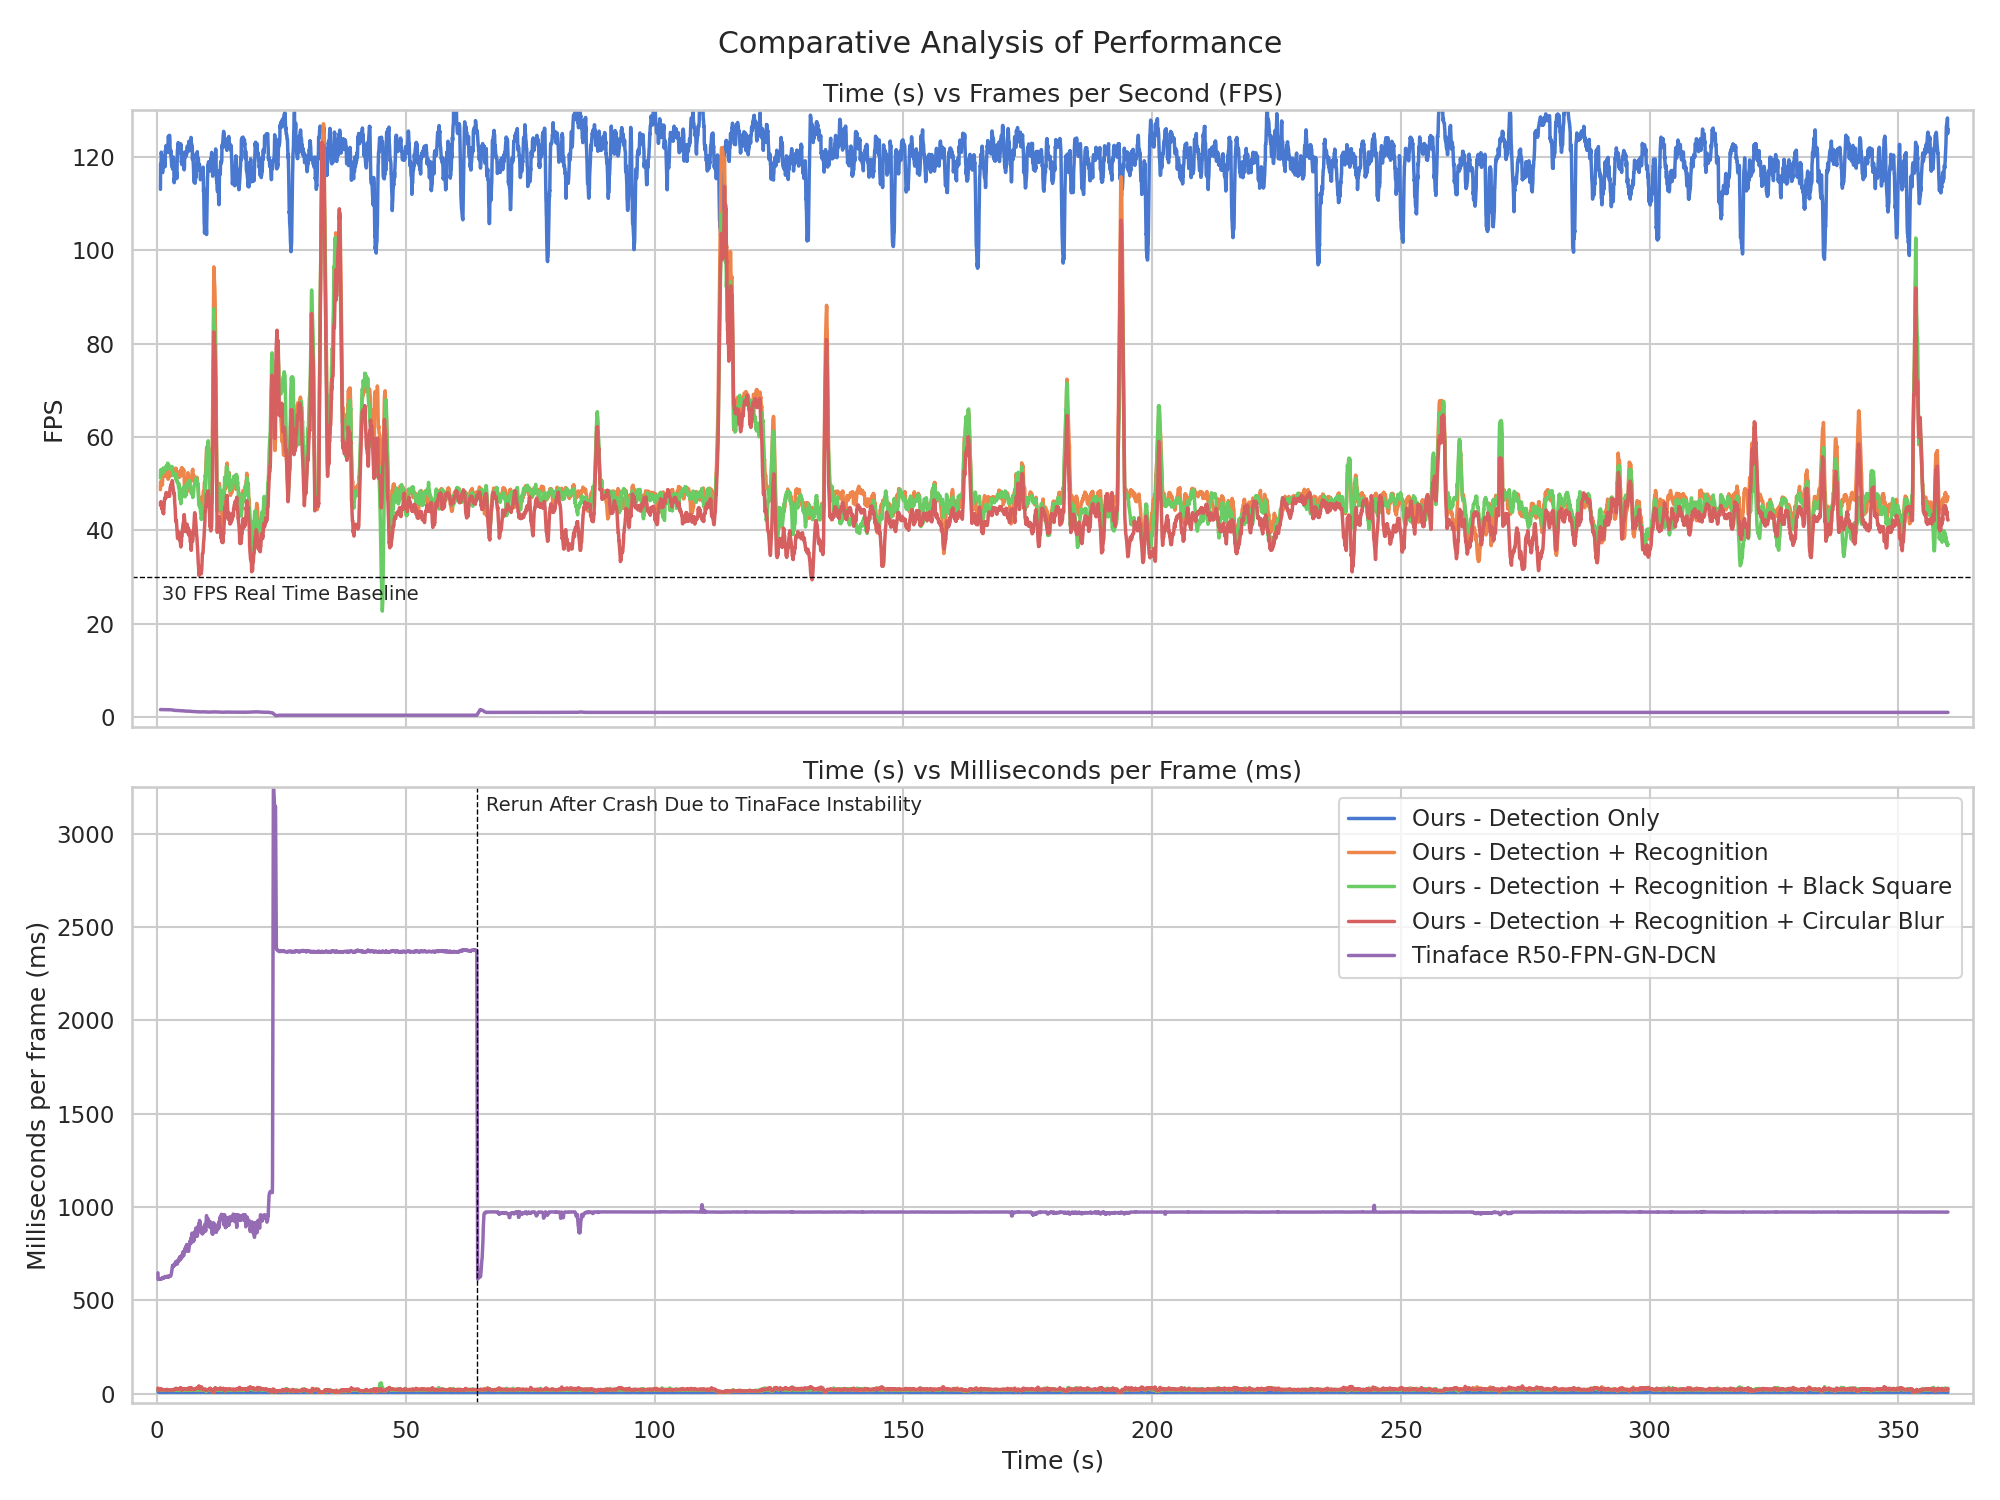 Comparative Analysis of Performance
Time (s) vs Frames per Second (FPS)
FPS
120
100
80
60
40
20
0
30 FPS Real Time Baseline
Time (s) vs Milliseconds per Frame (ms)
Milliseconds per frame (ms)
3000
2500
2000
1500
1000
500
0
Rerun After Crash Due to TinaFace Instability
Ours - Detection Only
Ours - Detection + Recognition
Ours - Detection + Recognition + Black Square
Ours - Detection + Recognition + Circular Blur
Tinaface R50-FPN-GN-DCN
0 50 100 150 200 250 300 350
Time (s)